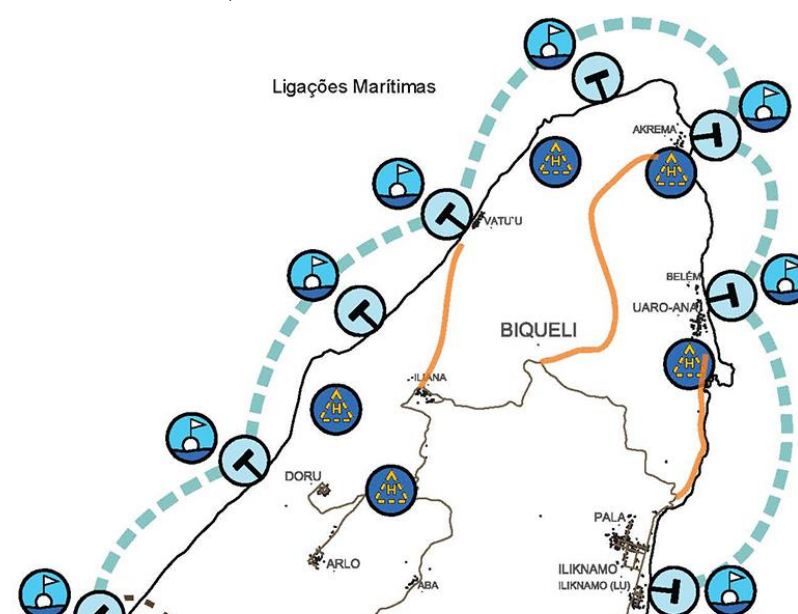 Ligações Marítimas
AKREMA
H
H
VATU'U
BELÉM
UARO-ANA
BIQUELI
H
ILIANA
H
DORU
H
PALA
ARLO
ILIKNAMO
ABA
ILIKNAMO (LU)